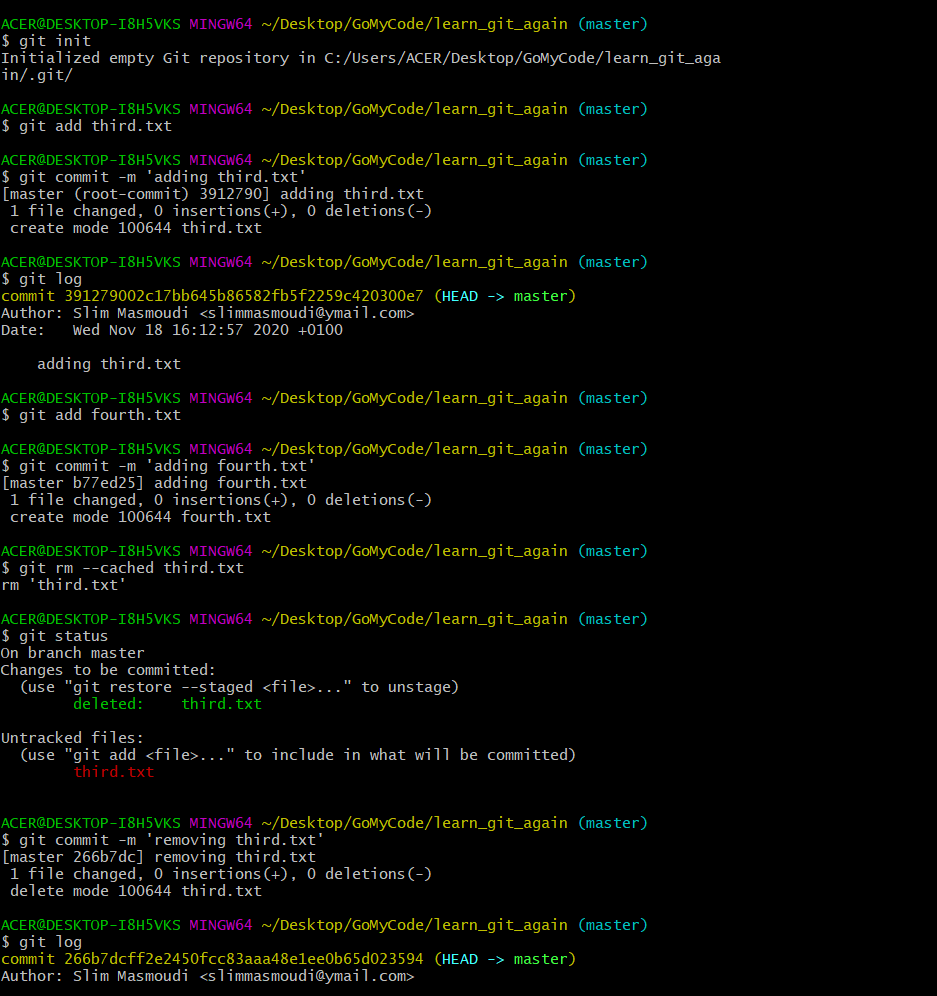 ACER@DESKTOP-I8H5VKS MINGW64 ~/Desktop/GoMyCode/learn_git_again (master)
$ git init
Initialized empty Git repository in C:/Users/ACER/Desktop/GoMyCode/learn_git_aga
in/.git/

ACER@DESKTOP-I8H5VKS MINGW64 ~/Desktop/GoMyCode/learn_git_again (master)
$ git add third.txt

ACER@DESKTOP-I8H5VKS MINGW64 ~/Desktop/GoMyCode/learn_git_again (master)
$ git commit -m 'adding third.txt'
[master (root-commit) 3912790] adding third.txt
 1 file changed, 0 insertions(+), 0 deletions(-)
 create mode 100644 third.txt

ACER@DESKTOP-I8H5VKS MINGW64 ~/Desktop/GoMyCode/learn_git_again (master)
$ git log
commit 391279002c17bb645b86582fb5f2259c420300e7 (HEAD -> master)
Author: Slim Masmoudi <slimmasmoudi@ymail.com>
Date:   Wed Nov 18 16:12:57 2020 +0100

    adding third.txt

ACER@DESKTOP-I8H5VKS MINGW64 ~/Desktop/GoMyCode/learn_git_again (master)
$ git add fourth.txt

ACER@DESKTOP-I8H5VKS MINGW64 ~/Desktop/GoMyCode/learn_git_again (master)
$ git commit -m 'adding fourth.txt'
[master b77ed25] adding fourth.txt
 1 file changed, 0 insertions(+), 0 deletions(-)
 create mode 100644 fourth.txt

ACER@DESKTOP-I8H5VKS MINGW64 ~/Desktop/GoMyCode/learn_git_again (master)
$ git rm --cached third.txt
rm 'third.txt'

ACER@DESKTOP-I8H5VKS MINGW64 ~/Desktop/GoMyCode/learn_git_again (master)
$ git status
On branch master
Changes to be committed:
  (use "git restore --staged <file>..." to unstage)
        deleted:    third.txt

Untracked files:
  (use "git add <file>..." to include in what will be committed)
        third.txt


ACER@DESKTOP-I8H5VKS MINGW64 ~/Desktop/GoMyCode/learn_git_again (master)
$ git commit -m 'removing third.txt'
[master 266b7dc] removing third.txt
 1 file changed, 0 insertions(+), 0 deletions(-)
 delete mode 100644 third.txt

ACER@DESKTOP-I8H5VKS MINGW64 ~/Desktop/GoMyCode/learn_git_again (master)
$ git log
commit 266b7dcff2e2450fcc83aaa48e1ee0b65d023594 (HEAD -> master)
Author: Slim Masmoudi <slimmasmoudi@ymail.com>